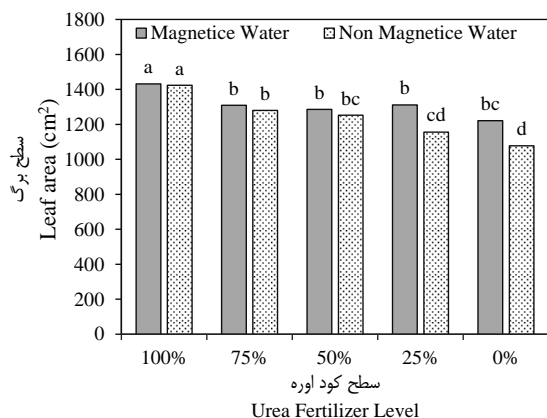 Magnetice Water Non Magnetice Water
1800
1600
1400
1200
1000
800
600
400
200
0
a a b b b bc b cd bc d
سطح برگ
Leaf area (cm²)
100% 75% 50% 25% 0%
سطح کود اوره
Urea Fertilizer Level